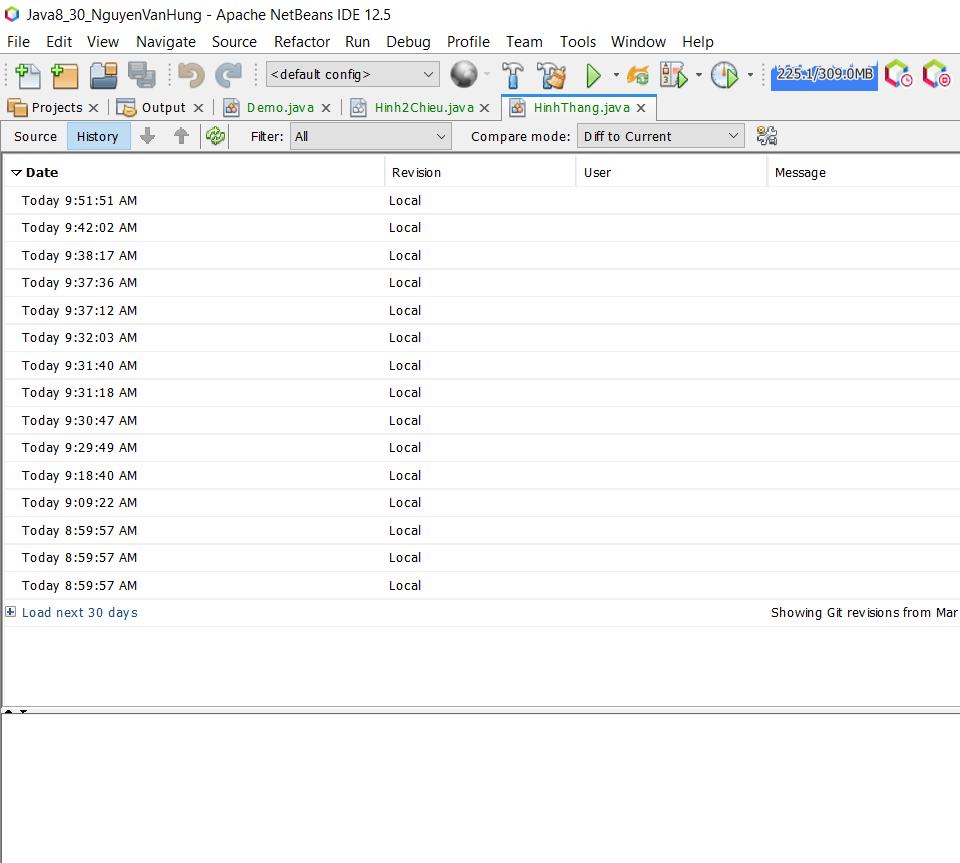 Java8_30_NguyenVanHung - Apache NetBeans IDE 12.5
File Edit View Navigate Source Refactor Run Debug Profile Team Tools Window Help
<default config> 225.1/309.0MB
Projects Output Demo.java Hinh2Chieu.java HinhThang.java
Source History Filter: All Compare mode: Diff to Current
Date Revision User Message
Today 9:51:51 AM Local
Today 9:42:02 AM Local
Today 9:38:17 AM Local
Today 9:37:36 AM Local
Today 9:37:12 AM Local
Today 9:32:03 AM Local
Today 9:31:40 AM Local
Today 9:31:18 AM Local
Today 9:30:47 AM Local
Today 9:29:49 AM Local
Today 9:18:40 AM Local
Today 9:09:22 AM Local
Today 8:59:57 AM Local
Today 8:59:57 AM Local
Today 8:59:57 AM Local
Load next 30 days Showing Git revisions from Mar